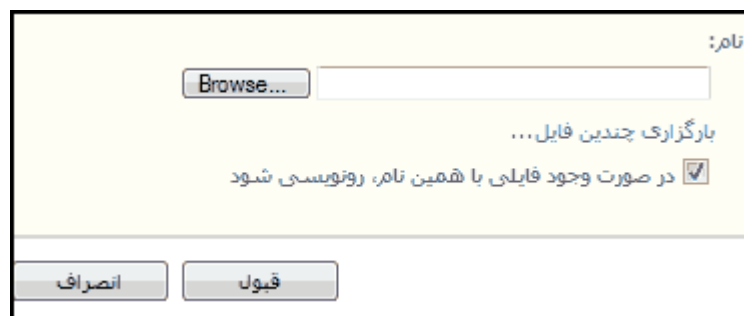 نام:
Browse...
بارگزاری چندین فایل...
در صورت وجود فایلی با همین نام، رونویسی شود
قبول
انصراف